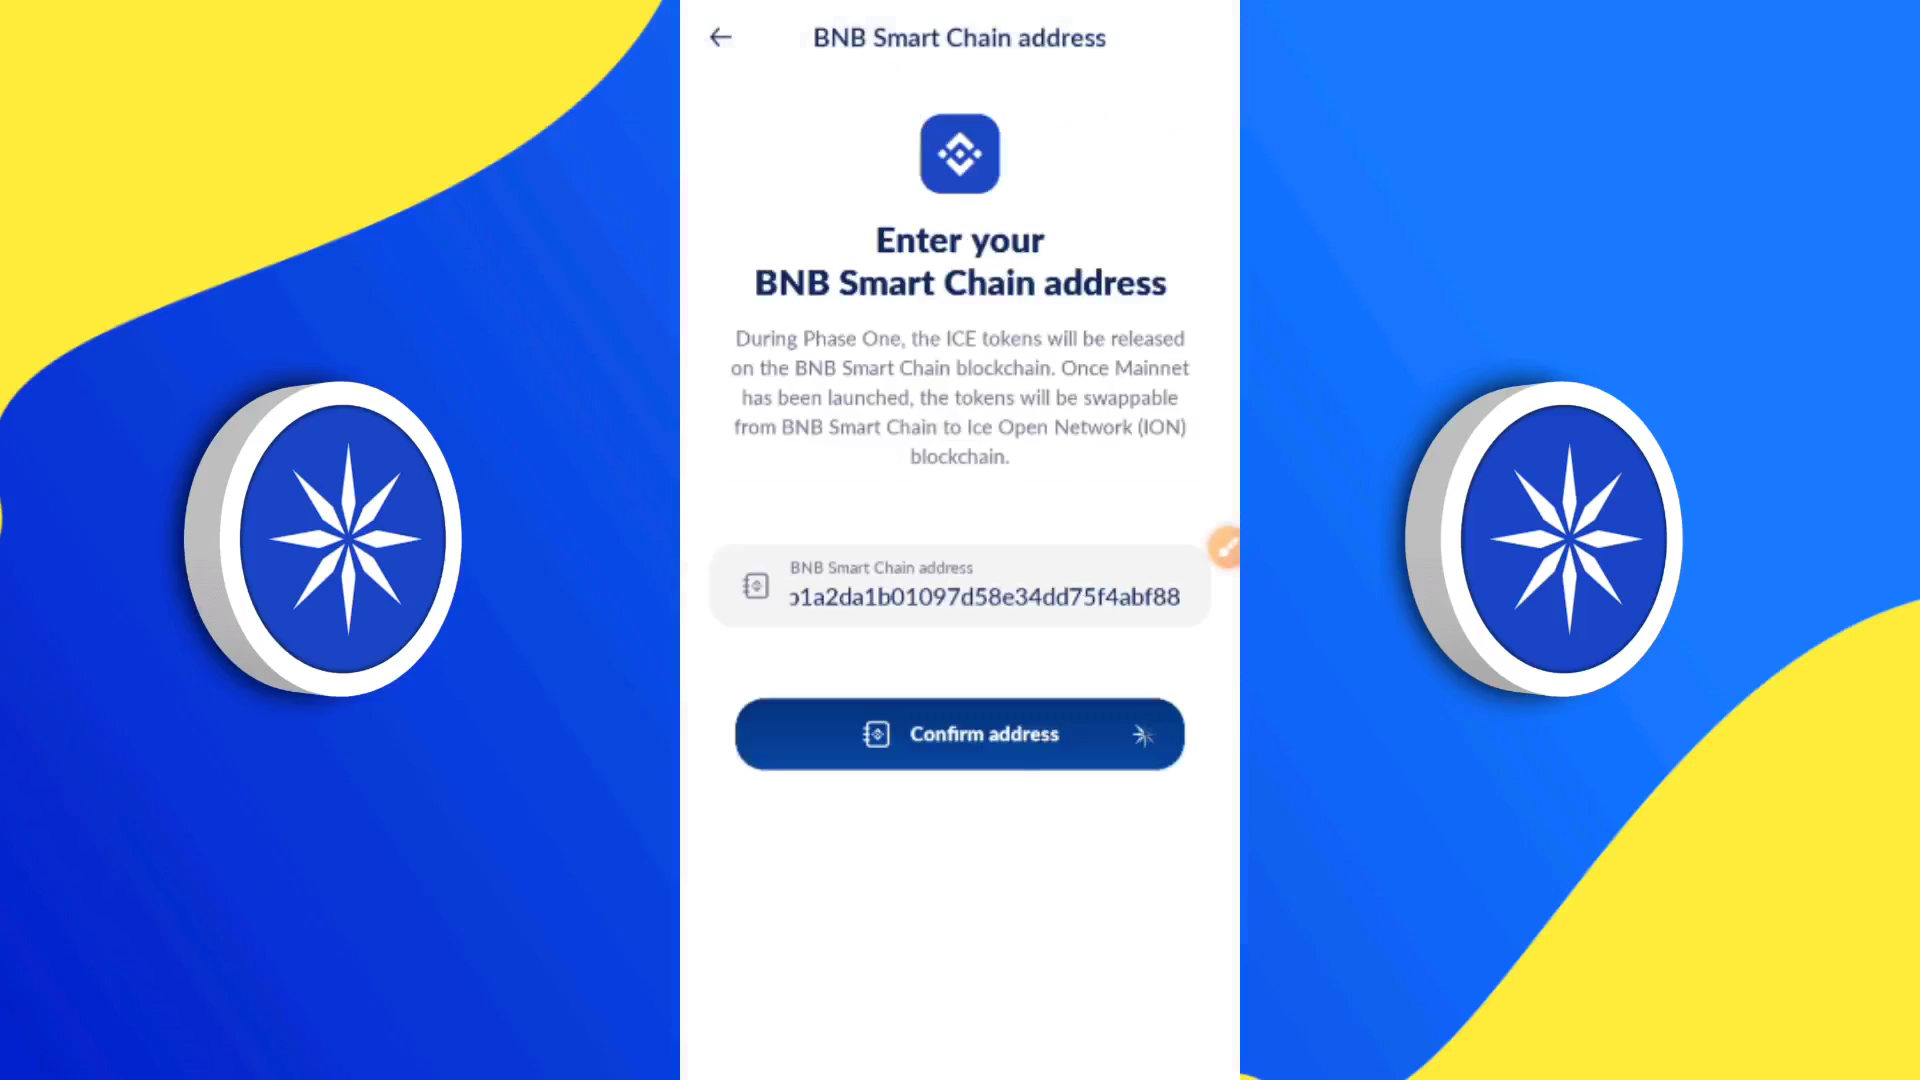 BNB Smart Chain address
Enter your
BNB Smart Chain address
During Phase One, the ICE tokens will be released
on the BNB Smart Chain blockchain. Once Mainnet
has been launched, the tokens will be swappable
from BNB Smart Chain to Ice Open Network (ION)
blockchain.
BNB Smart Chain address
b1a2da1b01097d58e34dd75f4abf88
Confirm address